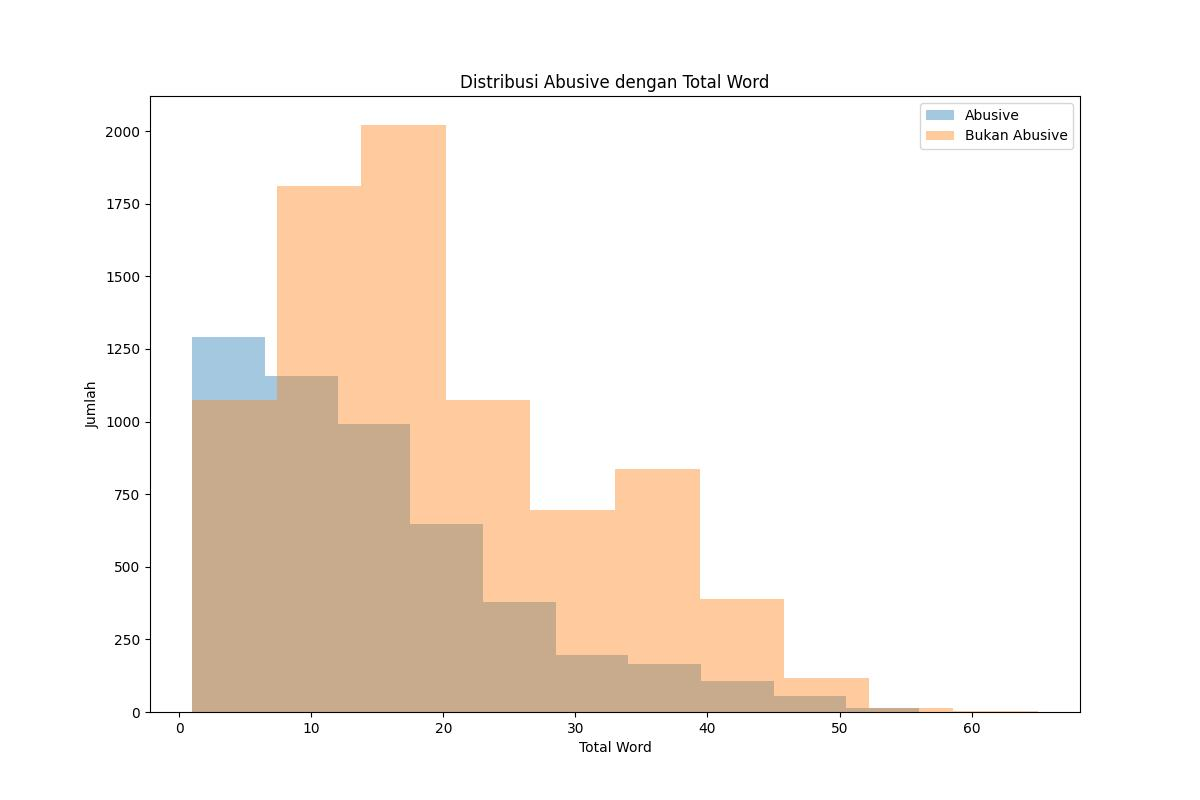 Distribusi Abusive dengan Total Word
Abusive
Bukan Abusive
2000
1750
1500
1250
1000
750
500
250
0
Jumlah
0 10 20 30 40 50 60
Total Word